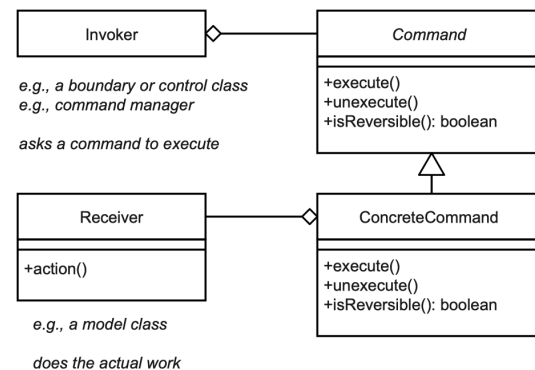 Invoker
Command
+execute()
+unexecute()
+isReversible(): boolean
e.g., a boundary or control class
e.g., command manager
asks a command to execute
Receiver
+action()
ConcreteCommand
+execute()
+unexecute()
+isReversible(): boolean
e.g., a model class
does the actual work